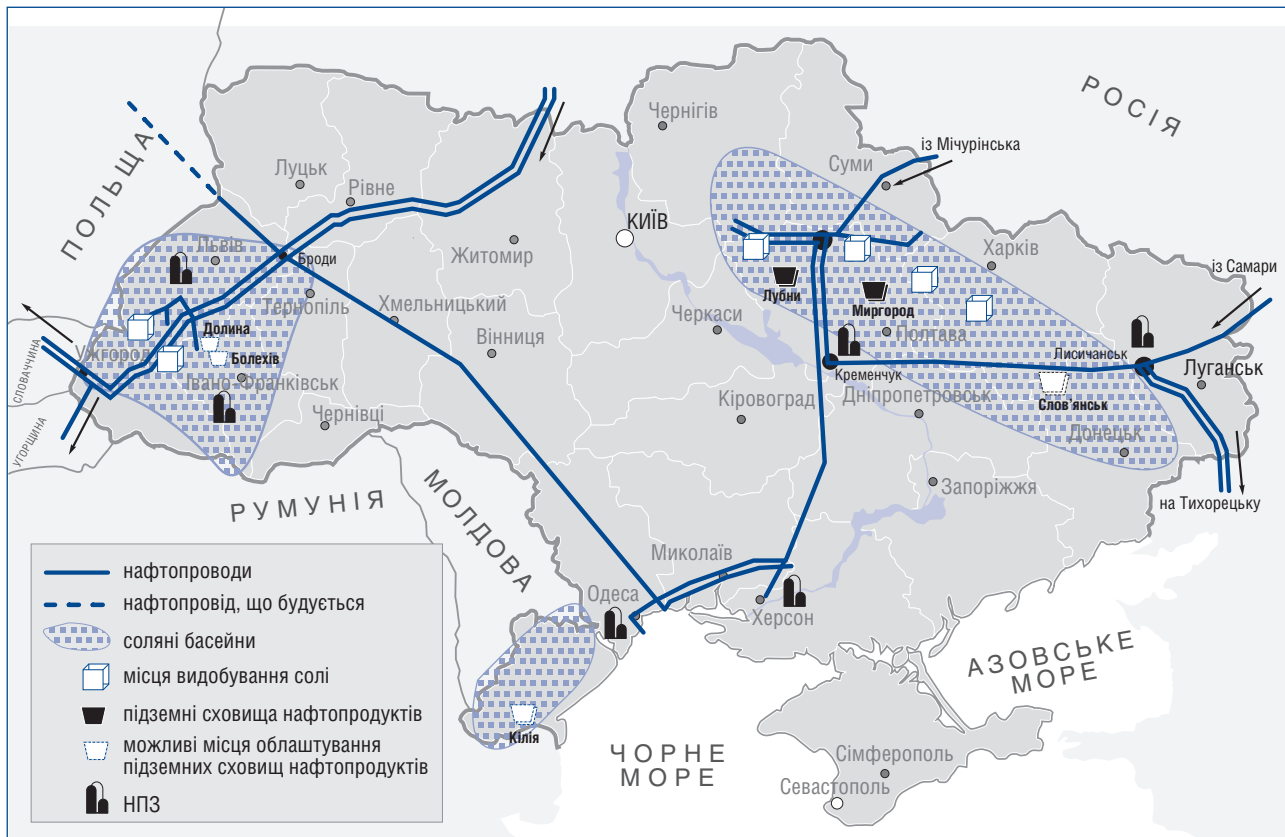 РОСІЯ
ПОЛЬЩА
Чернігів
Суми
із Мічурінська
Луцьк
Рівне
КИЇВ
Житомир
Харків
Львів
Броди
із Самари
Лубни
Миргород
Тернопіль
Хмельницький
Черкаси
Полтава
Долина
Болехів
Вінниця
Лисичанськ
Луганськ
СЛОВАЧЧИНА
Ужгород
Івано-Франківськ
Кременчук
Кіровоград
Дніпропетровськ
Слов'янськ
Чернівці
Донецьк
УГОРЩИНА
РУМУНІЯ
МОЛДОВА
Запоріжжя
на Тихорецьку
Миколаїв
Одеса
Херсон
АЗОВСЬКЕ
МОРЕ
Кілія
ЧОРНЕ
МОРЕ
Сімферополь
Севастополь
нафтопроводи
нафтопровід, що будується
соляні басейни
місця видобування солі
підземні сховища нафтопродуктів
можливі місця облаштування
підземних сховищ нафтопродуктів
НПЗ